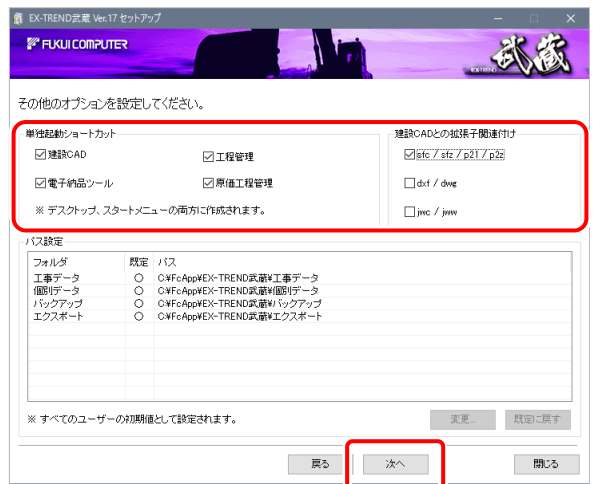 EX-TREND武蔵 Ver.17 セットアップ
FUKUI COMPUTER
EX-TREND 武蔵
その他のオプションを設定してください。
単独起動ショートカット
建設CAD
工程管理
電子納品ツール
原価工程管理
※ デスクトップ、スタートメニューの両方に作成されます。
建設CADとの拡張子関連付け
sfc / sfz / p21 / p2z
dxf / dwg
jwc / jww
パス設定
フォルダ 既定 パス
工事データ ○ C:¥FcApp¥EX-TREND武蔵¥工事データ
個別データ ○ C:¥FcApp¥EX-TREND武蔵¥個別データ
バックアップ ○ C:¥FcApp¥EX-TREND武蔵¥バックアップ
エクスポート ○ C:¥FcApp¥EX-TREND武蔵¥エクスポート
※ すべてのユーザーの初期値として設定されます。
変更... 既定に戻す
戻る 次へ 閉じる